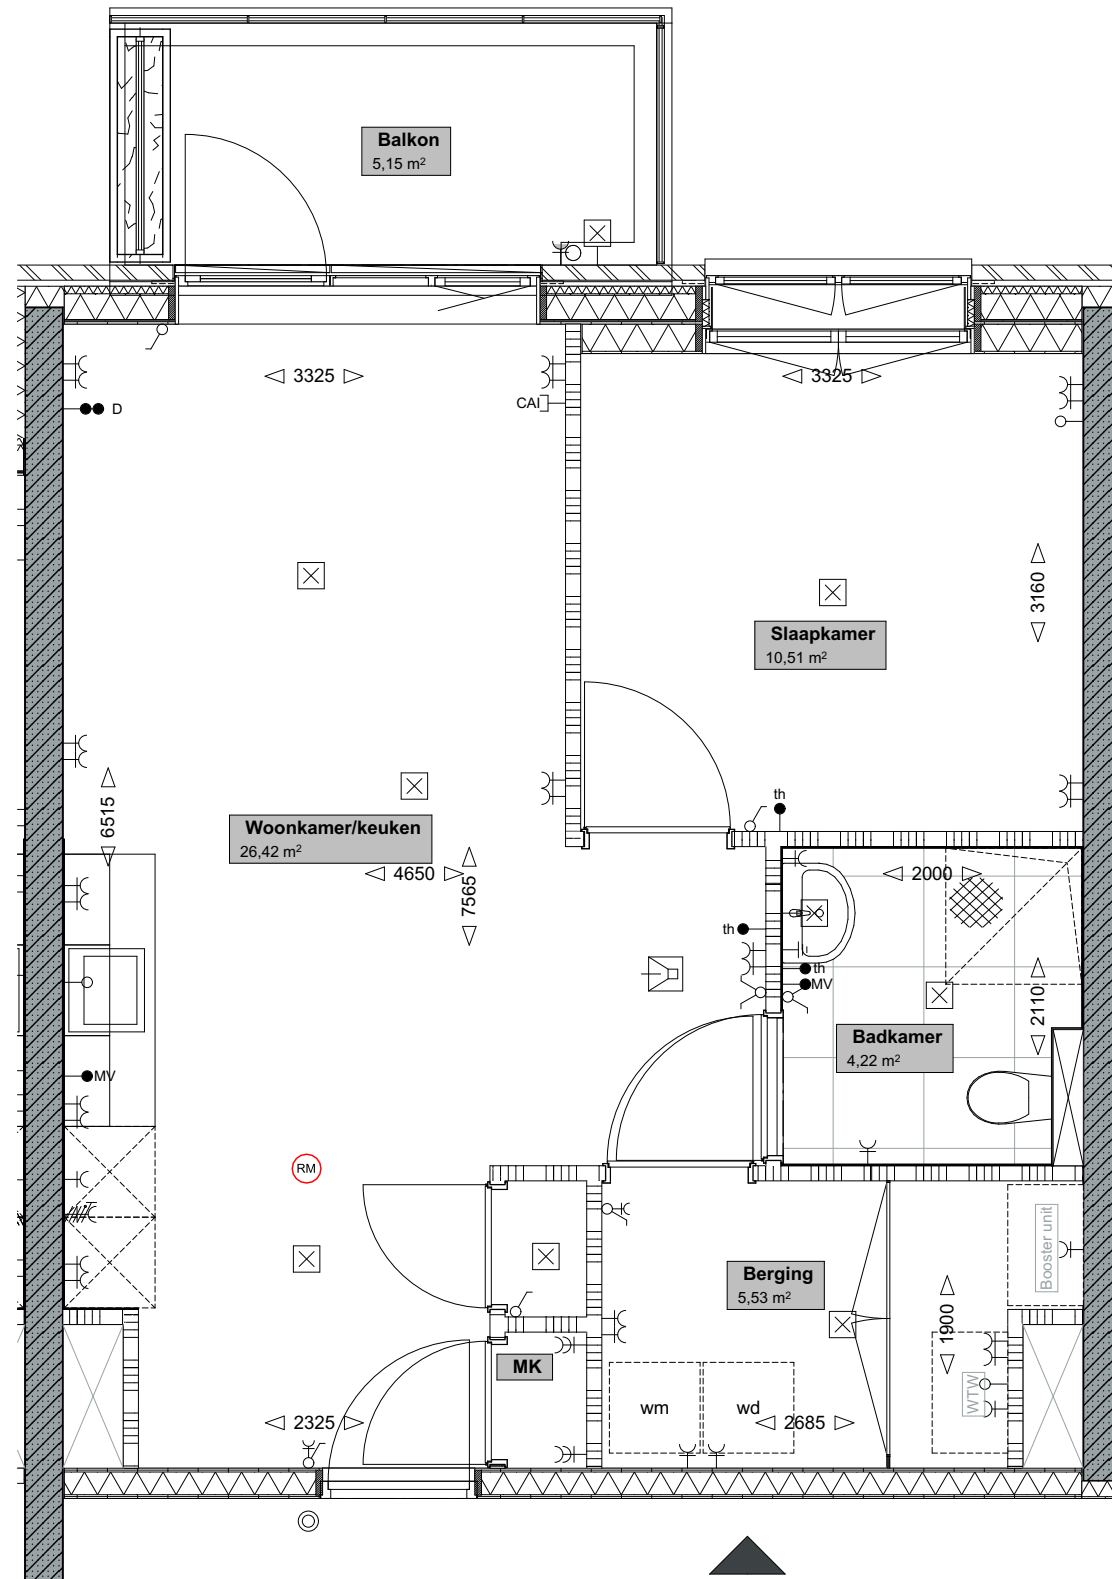 Balkon
5,15 m²
3325
3325
D
CAI
3160
Slaapkamer
10,51 m²
th
6515
Woonkamer/keuken
26,42 m²
4650
7565
2000
th
th
MV
2110
Badkamer
4,22 m²
MV
RM
Booster unit
Berging
5,53 m²
1900
MK
WTW
wm
wd
2325
2685